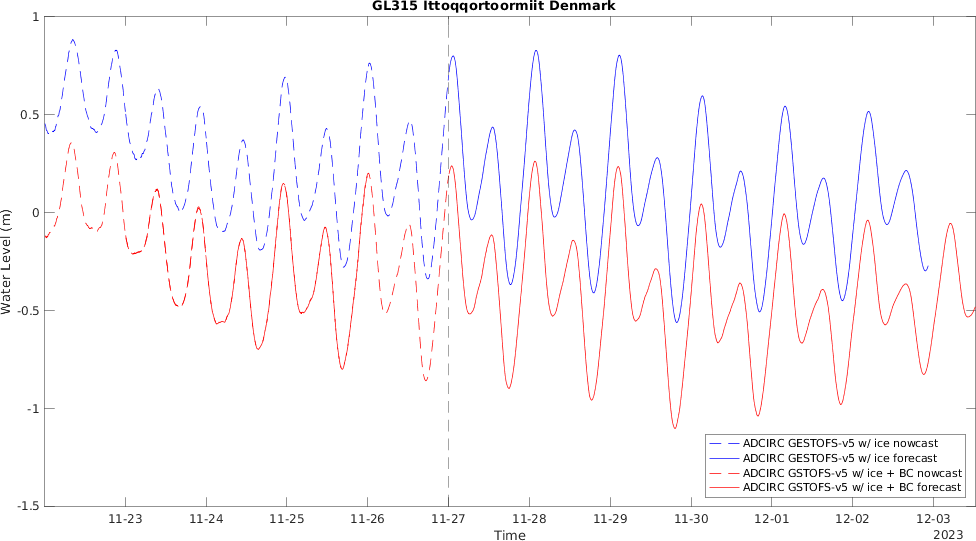 GL315 Ittoqqortoormiit Denmark
1
0.5
0
-0.5
-1
-1.5
Water Level (m)
ADCIRC GESTOFS-v5 w/ ice nowcast
ADCIRC GESTOFS-v5 w/ ice forecast
ADCIRC GSTOFS-v5 w/ ice + BC nowcast
ADCIRC GSTOFS-v5 w/ ice + BC forecast
11-23 11-24 11-25 11-26 11-27 11-28 11-29 11-30 12-01 12-02 12-03
Time
2023